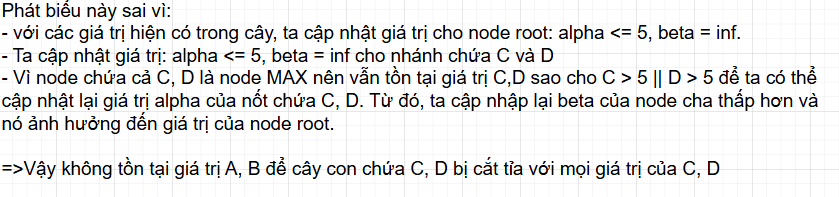 Phát biểu này sai vì:
- với các giá trị hiện có trong cây, ta cập nhật giá trị cho node root: alpha <= 5, beta = inf.
- Ta cập nhật giá trị: alpha <= 5, beta = inf cho nhánh chứa C và D
- Vì node chứa cả C, D là node MAX nên vẫn tồn tại giá trị C,D sao cho C > 5 || D > 5 để ta có thể
cập nhật lại giá trị alpha của nốt chứa C, D. Từ đó, ta cập nhập lại beta của node cha thấp hơn và
nó ảnh hưởng đến giá trị của node root.
=>Vậy không tồn tại giá trị A, B để cây con chứa C, D bị cắt tỉa với mọi giá trị của C, D